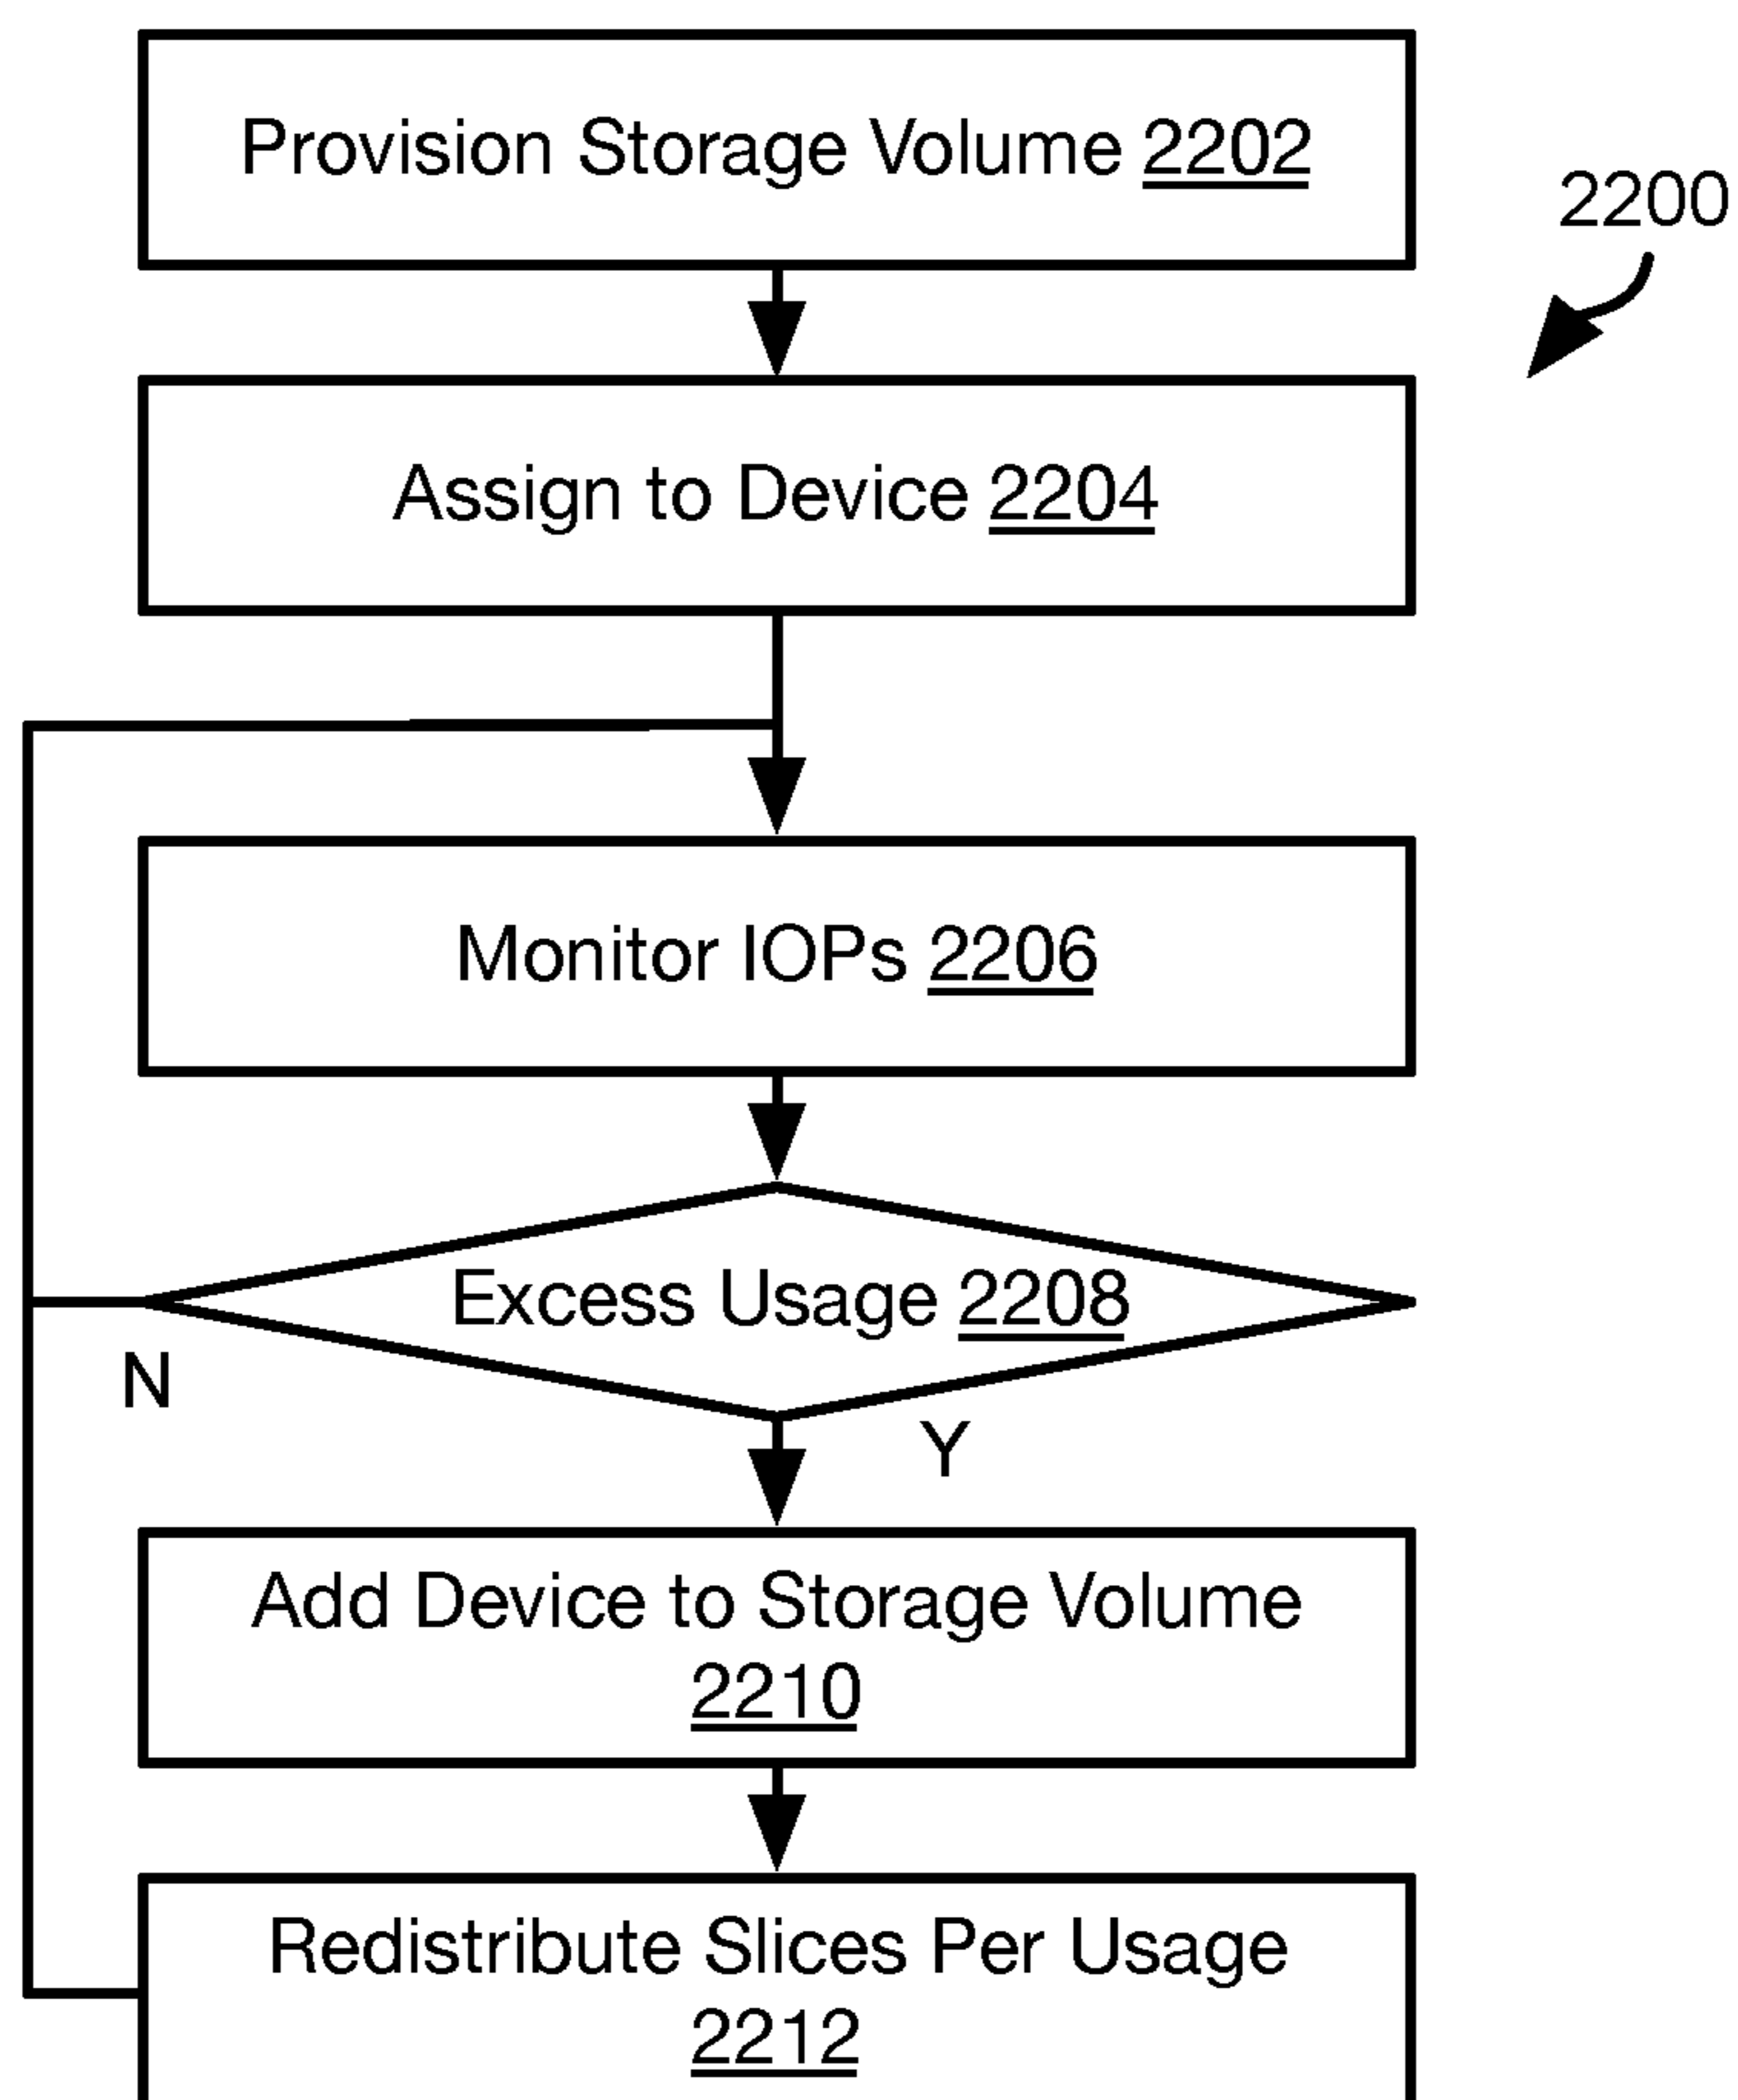 Provision Storage Volume 2202
2200
Assign to Device 2204
Monitor IOPs 2206
Excess Usage 2208
N
Y
Add Device to Storage Volume
2210
Redistribute Slices Per Usage
2212